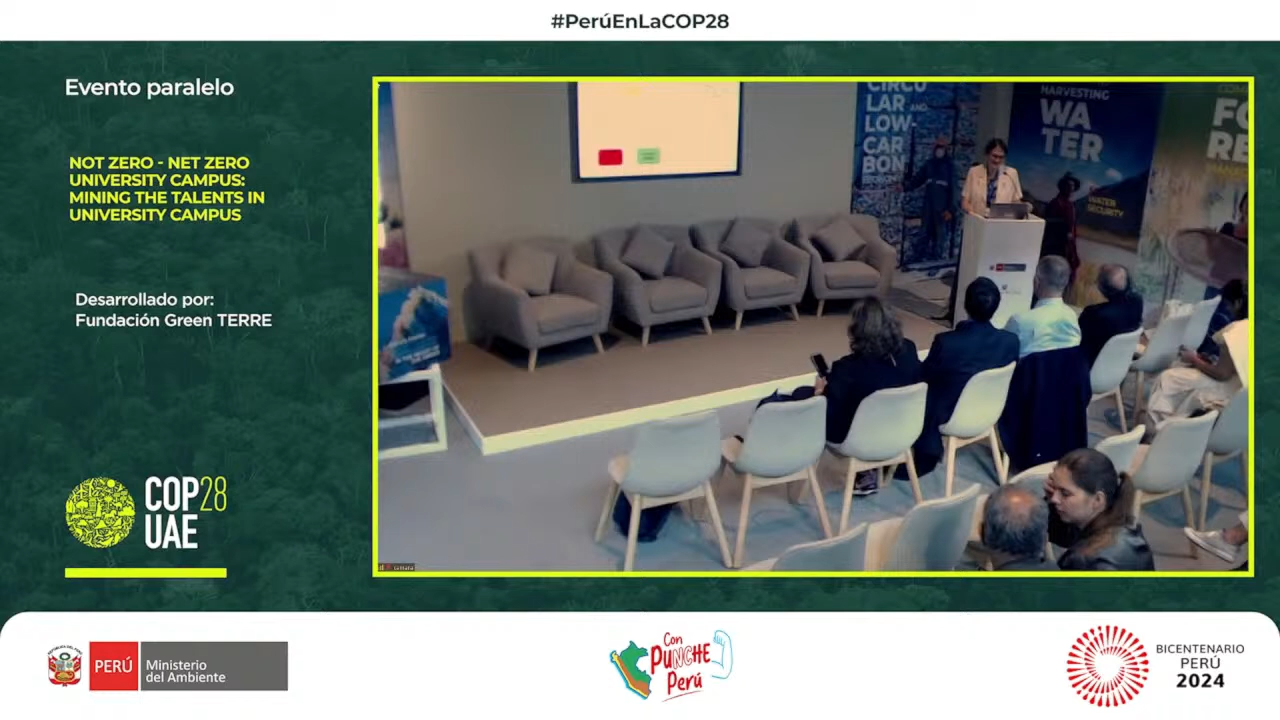 #PerúEnLaCOP28
Evento paralelo
NOT ZERO - NET ZERO
UNIVERSITY CAMPUS:
MINING THE TALENTS IN
UNIVERSITY CAMPUS
Desarrollado por:
Fundación Green TERRE
COP28
UAE
CIRCU
LAR AND
LOW-
CAR
BON
HARVESTING
WA
TER
WATER
SECURITY
FO
RE
PERÚ
Ministerio
del Ambiente
Con
PUNCHE
Perú
BICENTENARIO
PERÚ
2024